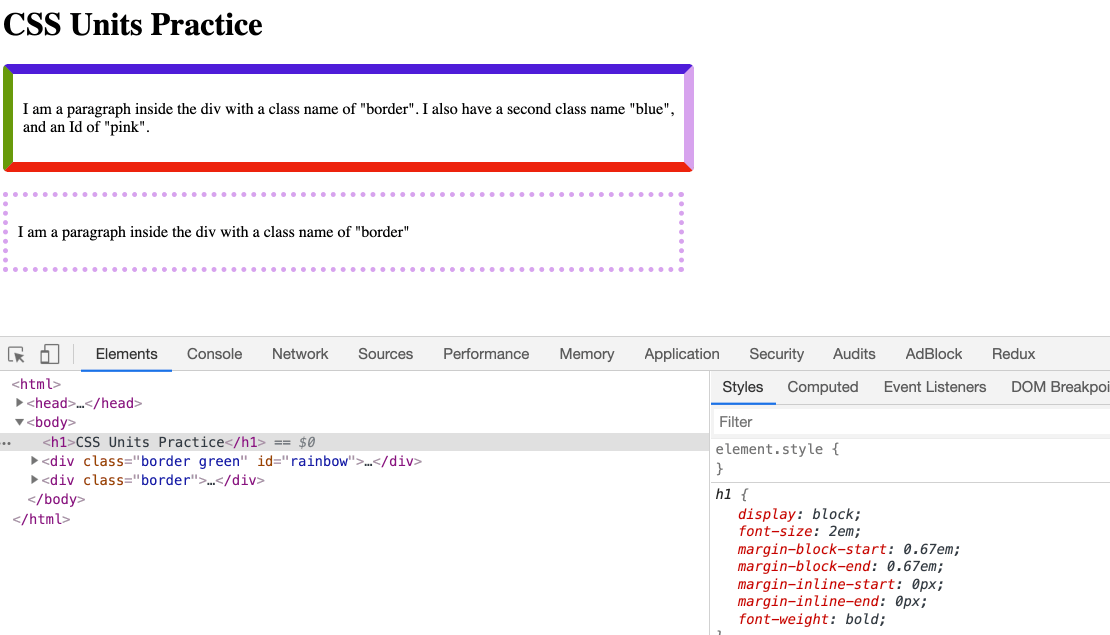 CSS Units Practice
I am a paragraph inside the div with a class name of "border". I also have a second class name "blue",
and an Id of "pink".
I am a paragraph inside the div with a class name of "border"
Elements Console Network Sources Performance Memory Application Security Audits AdBlock Redux
<html>
<head>…</head>
<body>
<h1>CSS Units Practice</h1> == $0
<div class="border green" id="rainbow">…</div>
<div class="border">…</div>
</body>
</html>
Styles Computed Event Listeners DOM Breakpoi
Filter
element.style {
}
h1 {
display: block;
font-size: 2em;
margin-block-start: 0.67em;
margin-block-end: 0.67em;
margin-inline-start: 0px;
margin-inline-end: 0px;
font-weight: bold;